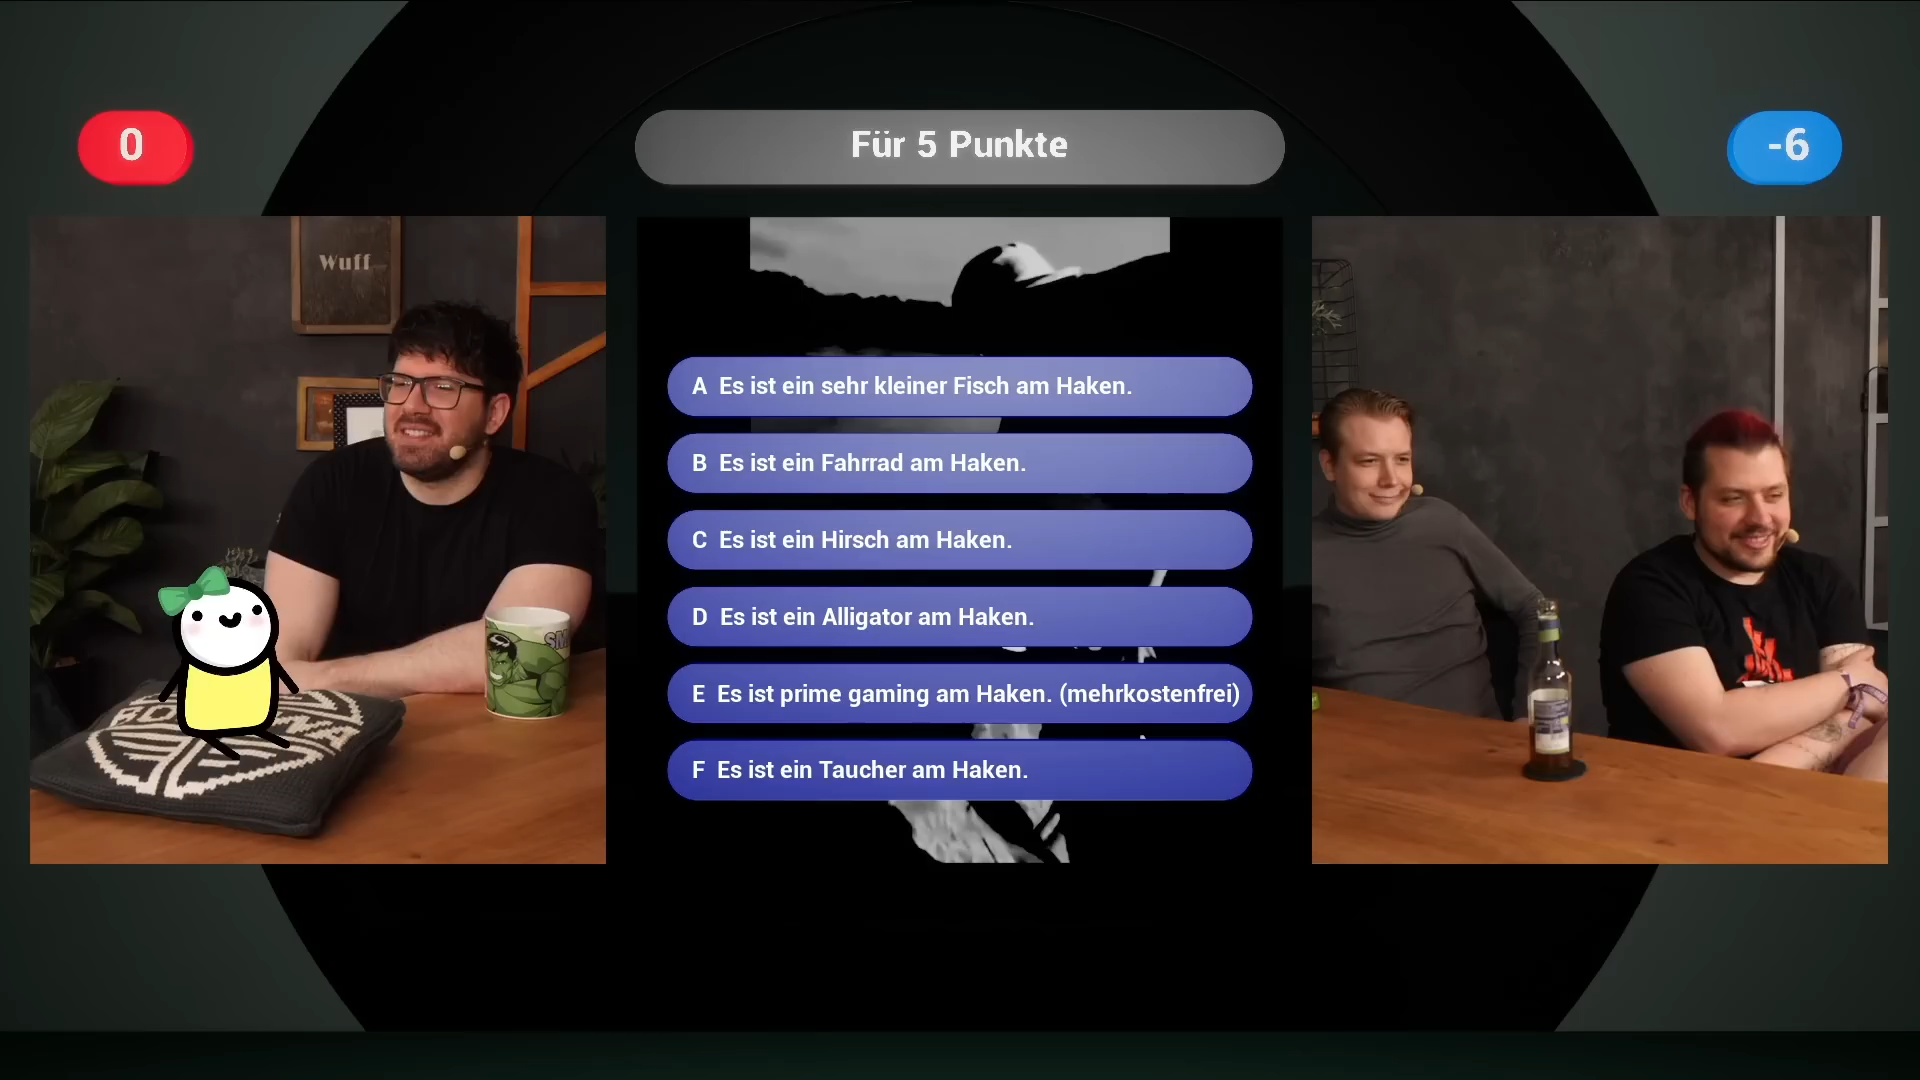 0
Für 5 Punkte
-6
Wuff
A Es ist ein sehr kleiner Fisch am Haken.
B Es ist ein Fahrrad am Haken.
C Es ist ein Hirsch am Haken.
D Es ist ein Alligator am Haken.
E Es ist prime gaming am Haken. (mehrkostenfrei)
F Es ist ein Taucher am Haken.